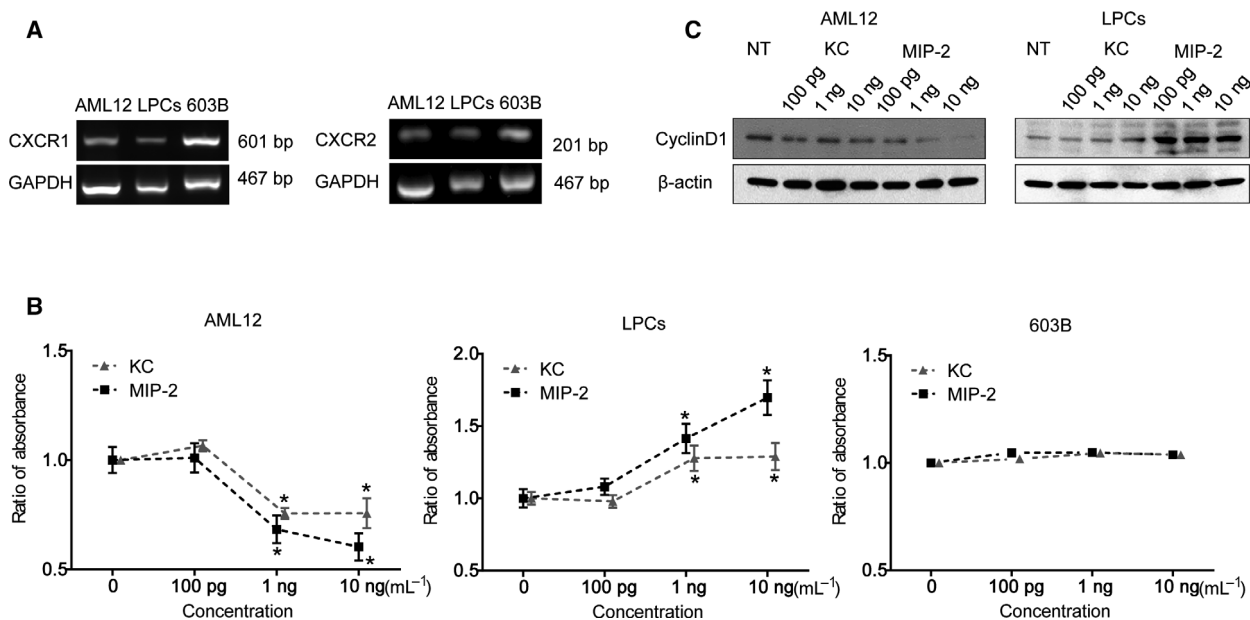 A
AML12 LPCs 603B
CXCR1 601 bp
GAPDH 467 bp
AML12 LPCs 603B
CXCR2 201 bp
GAPDH 467 bp
C
AML12
NT KC MIP-2
100 pg 1 ng 10 ng 100 pg 1 ng 10 ng
CyclinD1
β-actin
LPCs
NT KC MIP-2
100 pg 1 ng 10 ng 100 pg 1 ng 10 ng
B
AML12
KC
MIP-2
Ratio of absorbance
1.5
1.0
0.5
0 100 pg 1 ng 10 ng(mL⁻¹)
Concentration
* * * *
LPCs
KC
MIP-2
Ratio of absorbance
2.0
1.5
1.0
0.5
0 100 pg 1 ng 10 ng(mL⁻¹)
Concentration
* * * *
603B
KC
MIP-2
Ratio of absorbance
1.5
1.0
0.5
0 100 pg 1 ng 10 ng(mL⁻¹)
Concentration